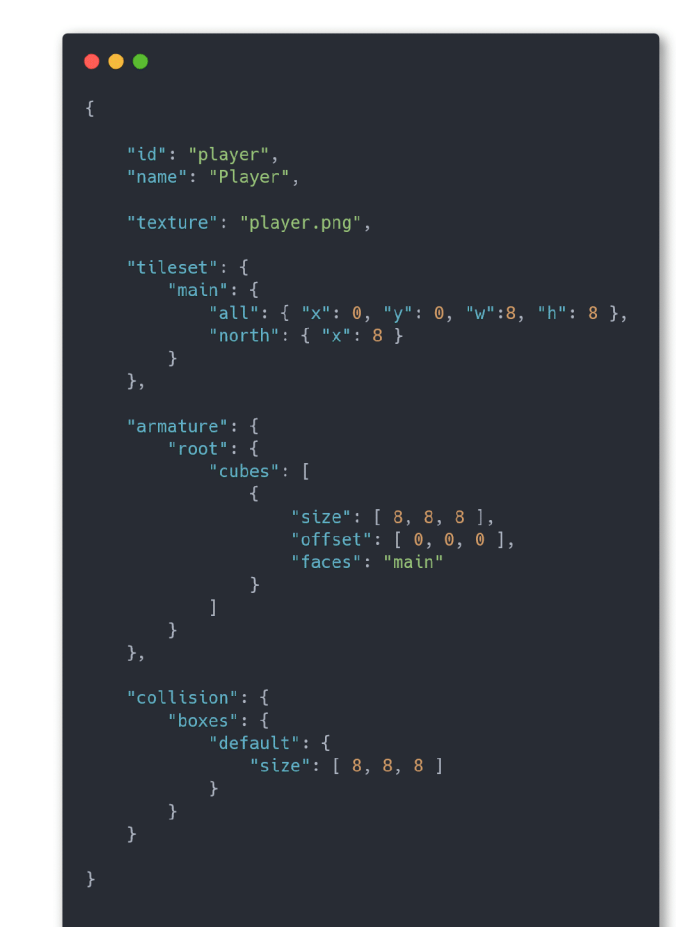 {
"id": "player",
"name": "Player",
"texture": "player.png",
"tileset": {
"main": {
"all": { "x": 0, "y": 0, "w":8, "h": 8 },
"north": { "x": 8 }
}
},
"armature": {
"root": {
"cubes": [
{
"size": [ 8, 8, 8 ],
"offset": [ 0, 0, 0 ],
"faces": "main"
}
]
}
},
"collision": {
"boxes": {
"default": {
"size": [ 8, 8, 8 ]
}
}
}
}